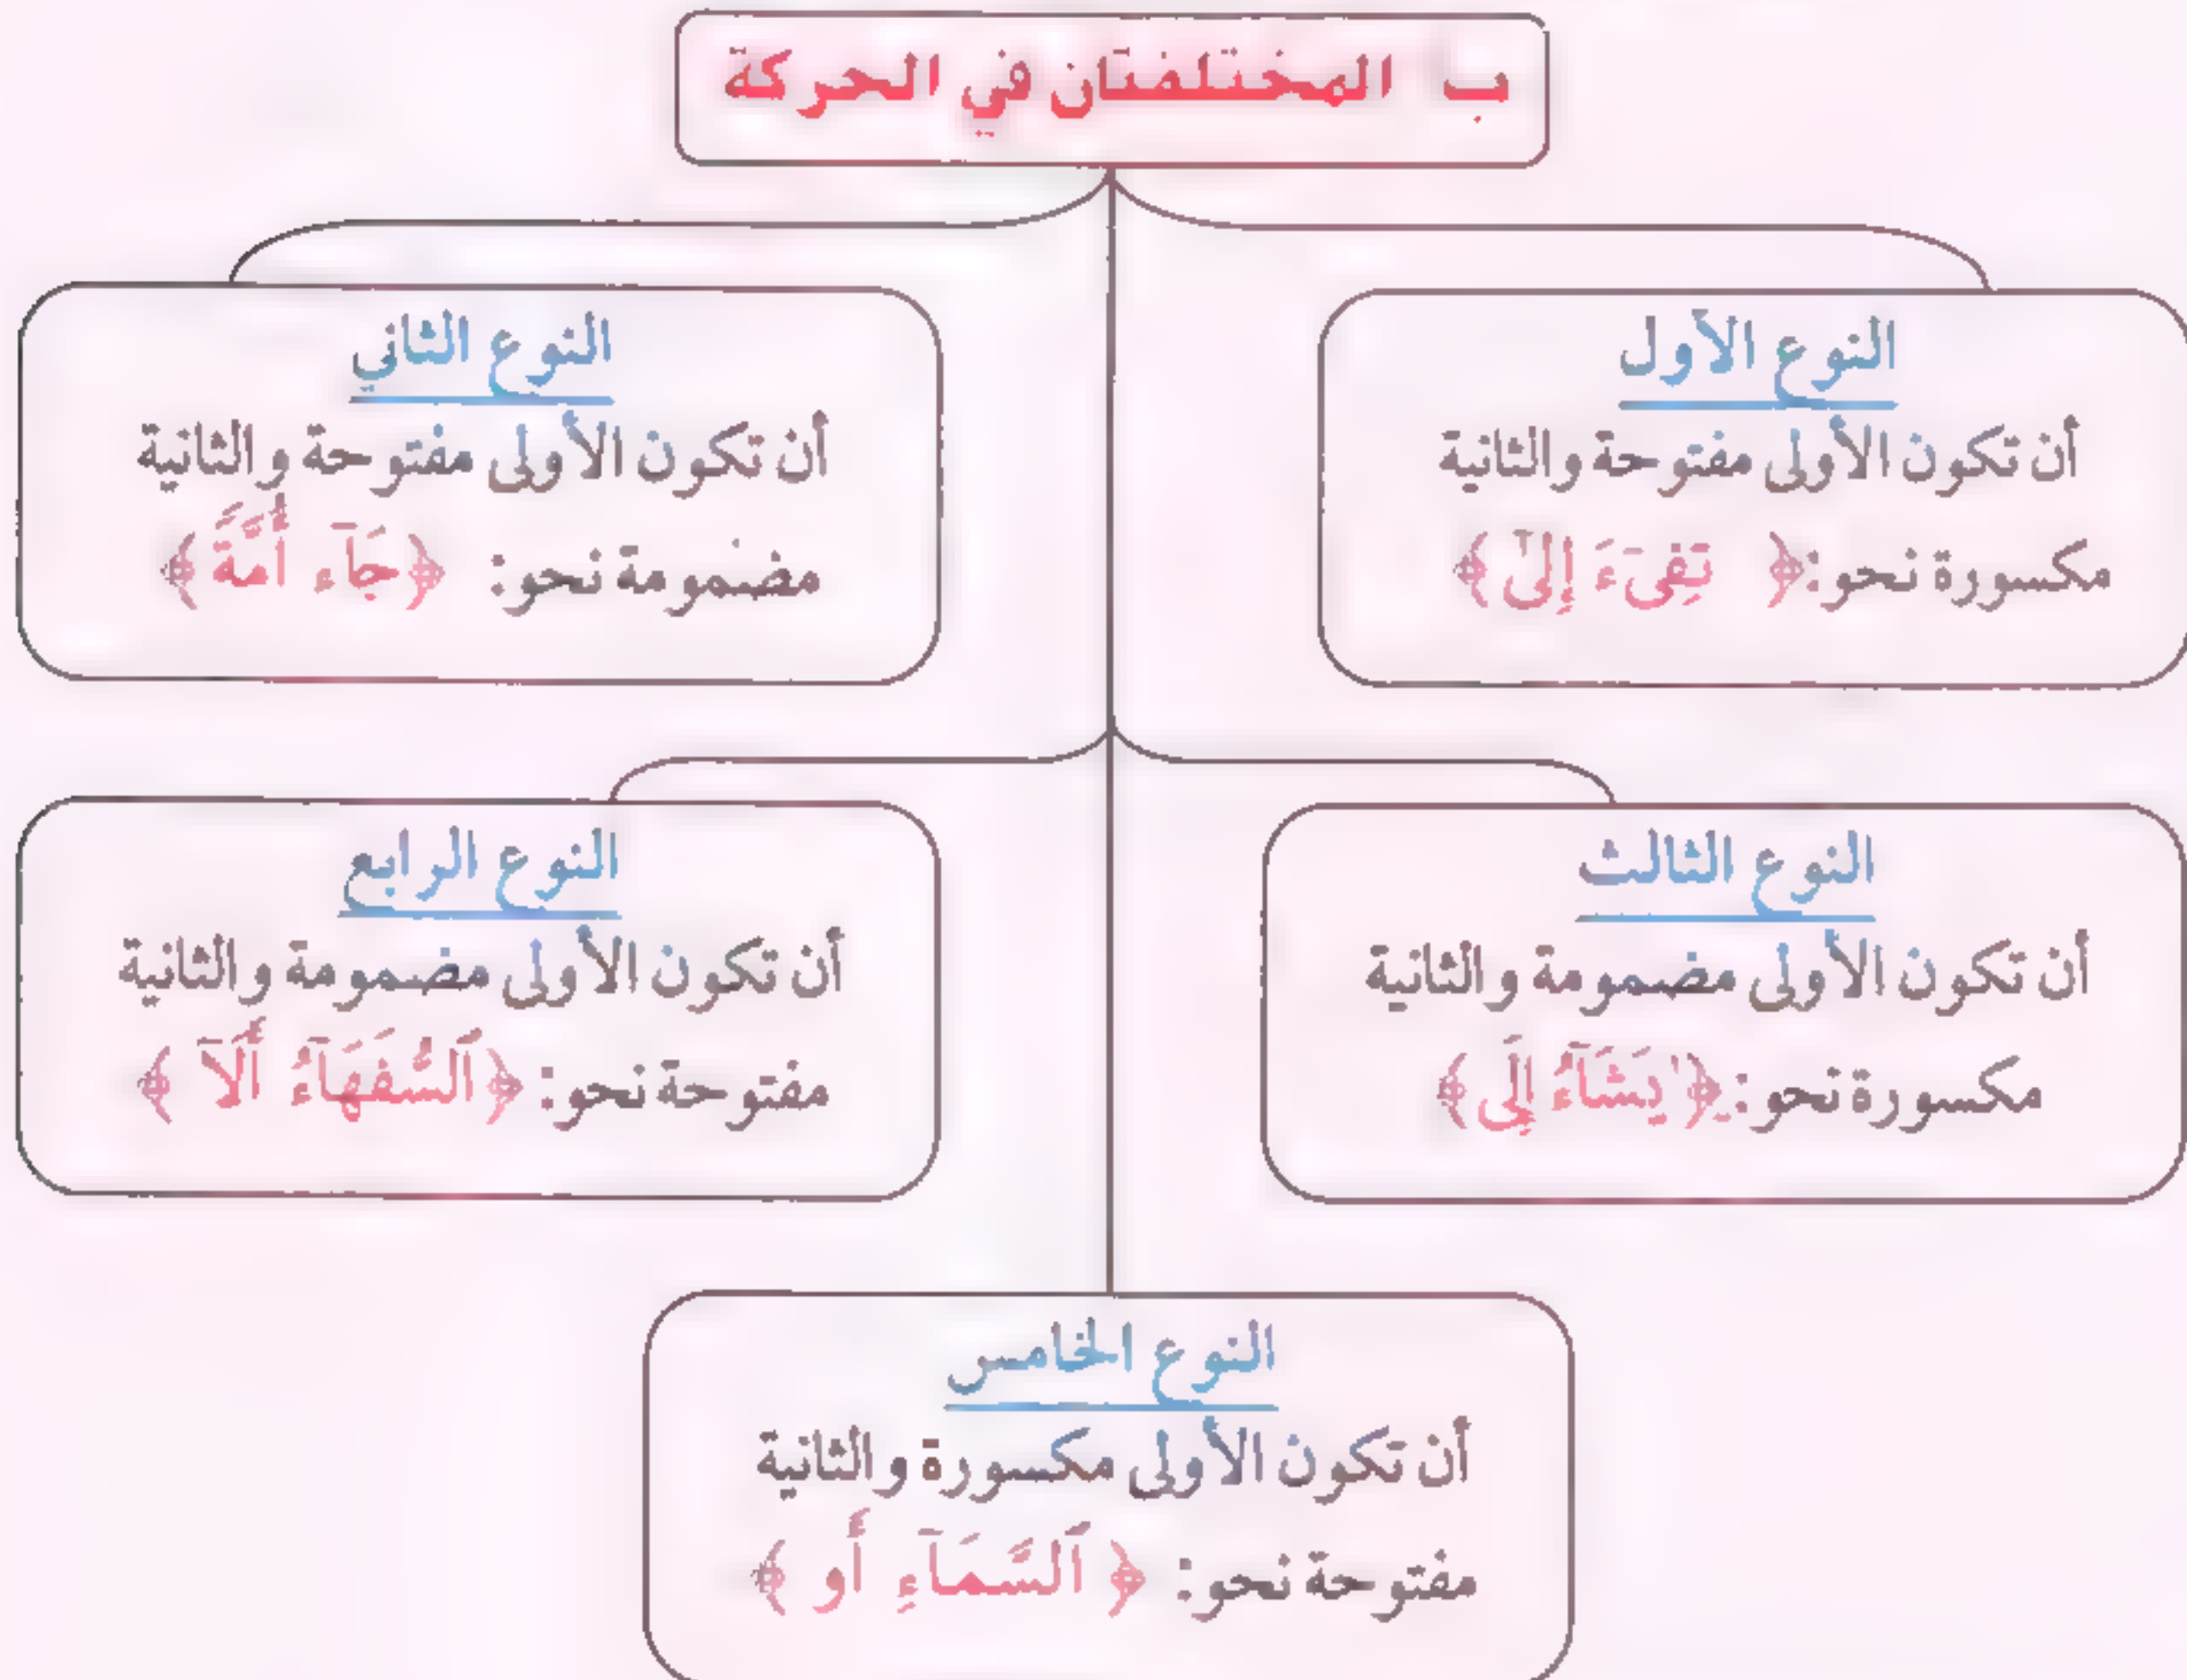 ب المختلفتان في الحركة
النوع الأول
أن تكون الأولى مفتوحة والثانية
مكسورة نحو: ﴿ تَفِىٓءَ إِلَىٰٓ ﴾
النوع الثاني
أن تكون الأولى مفتوحة والثانية
مضمومة نحو: ﴿جَآءَ أُمَّةً ﴾
النوع الثالث
أن تكون الأولى مضمومة والثانية
مكسورة نحو: ﴿يَشَآءُ إِلَى﴾
النوع الرابع
أن تكون الأولى مضمومة والثانية
مفتوحة نحو: ﴿ٱلسُّفَهَآءُ أَلَآ ﴾
النوع الخامس
أن تكون الأولى مكسورة والثانية
مفتوحة نحو: ﴿ ٱلسَّمَآءِ أَو ﴾